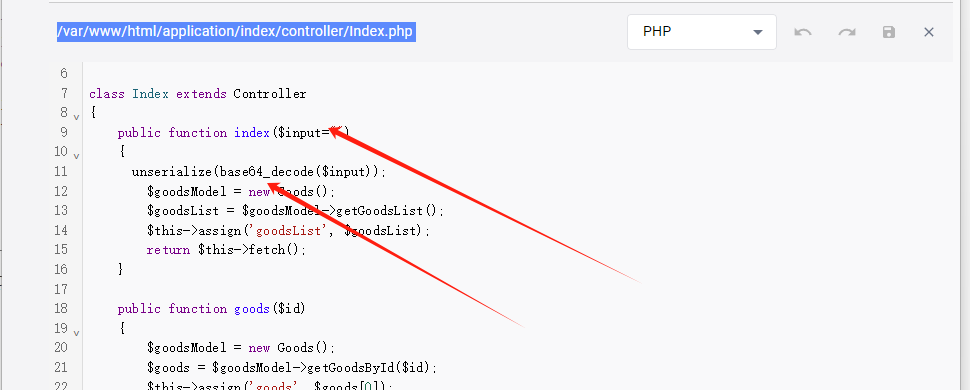 /var/www/html/application/index/controller/Index.php PHP
6
7 class Index extends Controller
8 {
9 public function index($input=
10 {
11 unserialize(base64_decode($input));
12 $goodsModel = new Goods();
13 $goodsList = $goodsModel->getGoodsList();
14 $this->assign('goodsList', $goodsList);
15 return $this->fetch();
16 }
17
18 public function goods($id)
19 {
20 $goodsModel = new Goods();
21 $goods = $goodsModel->getGoodsById($id);
22 $this->assign('goods', $goods[0]);